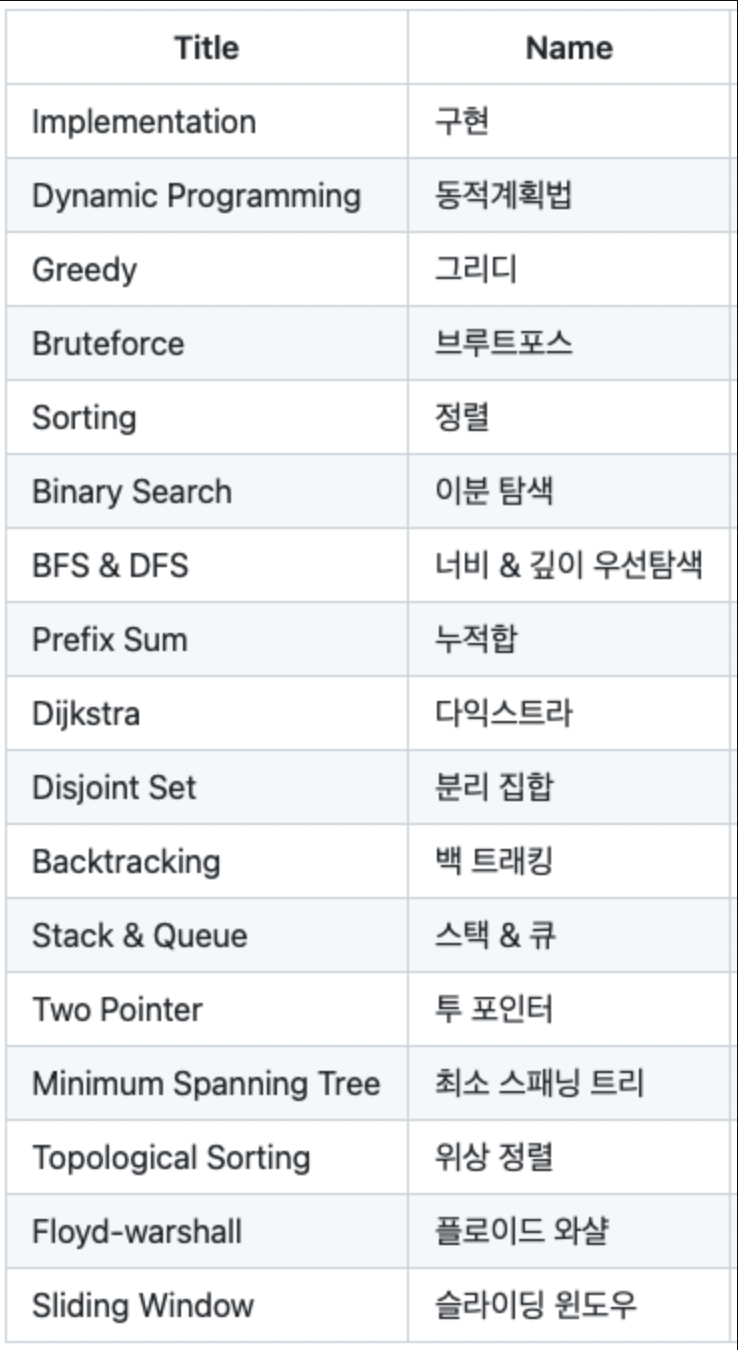 Title Name
Implementation 구현
Dynamic Programming 동적계획법
Greedy 그리디
Bruteforce 브루트포스
Sorting 정렬
Binary Search 이분 탐색
BFS & DFS 너비 & 깊이 우선탐색
Prefix Sum 누적합
Dijkstra 다익스트라
Disjoint Set 분리 집합
Backtracking 백 트래킹
Stack & Queue 스택 & 큐
Two Pointer 투 포인터
Minimum Spanning Tree 최소 스패닝 트리
Topological Sorting 위상 정렬
Floyd-warshall 플로이드 와샬
Sliding Window 슬라이딩 윈도우